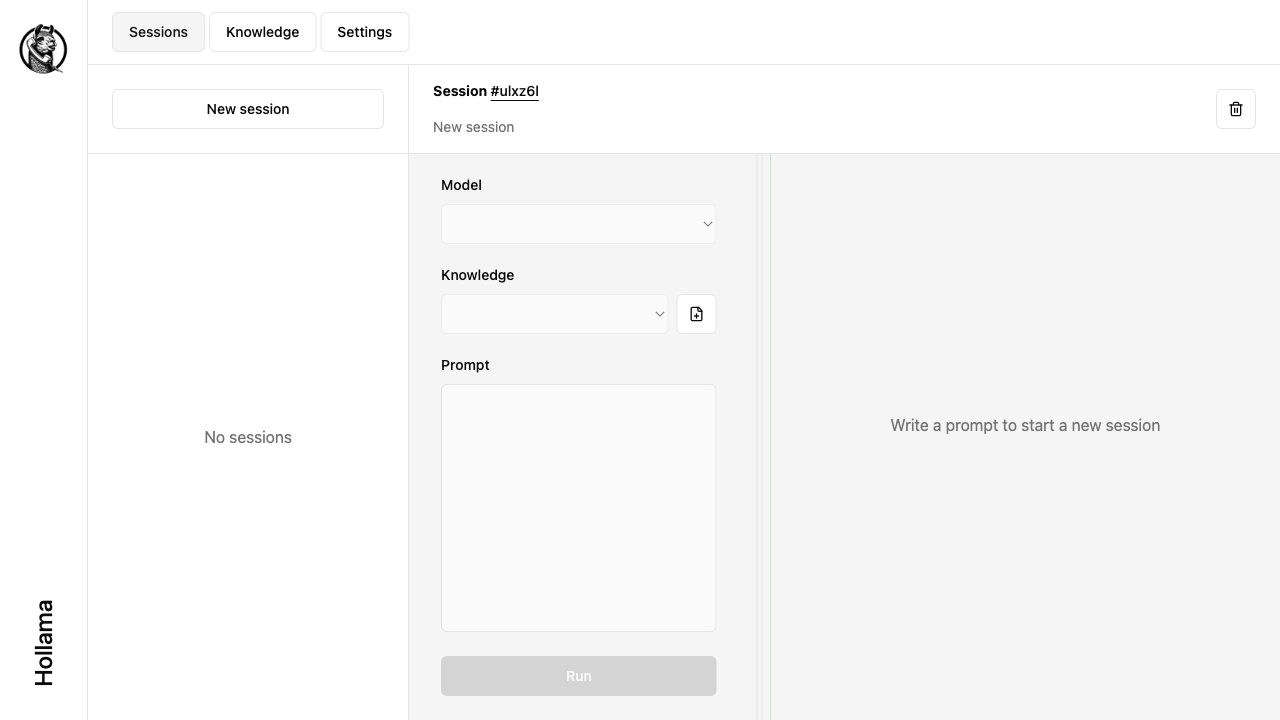 Sessions
Knowledge
Settings
New session
Session #ulxz6l
New session
Model
Knowledge
Prompt
No sessions
Write a prompt to start a new session
Run
Hollama